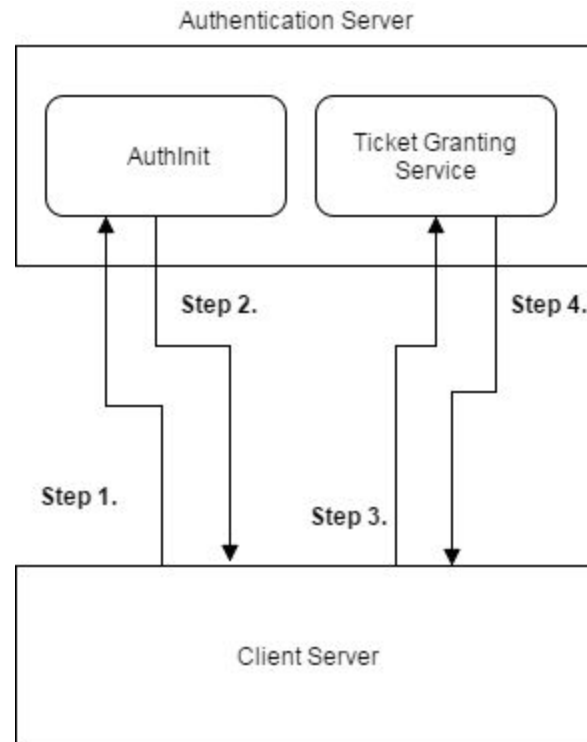 Authentication Server
AuthInit
Ticket Granting
Service
Step 2.
Step 4.
Step 1.
Step 3.
Client Server